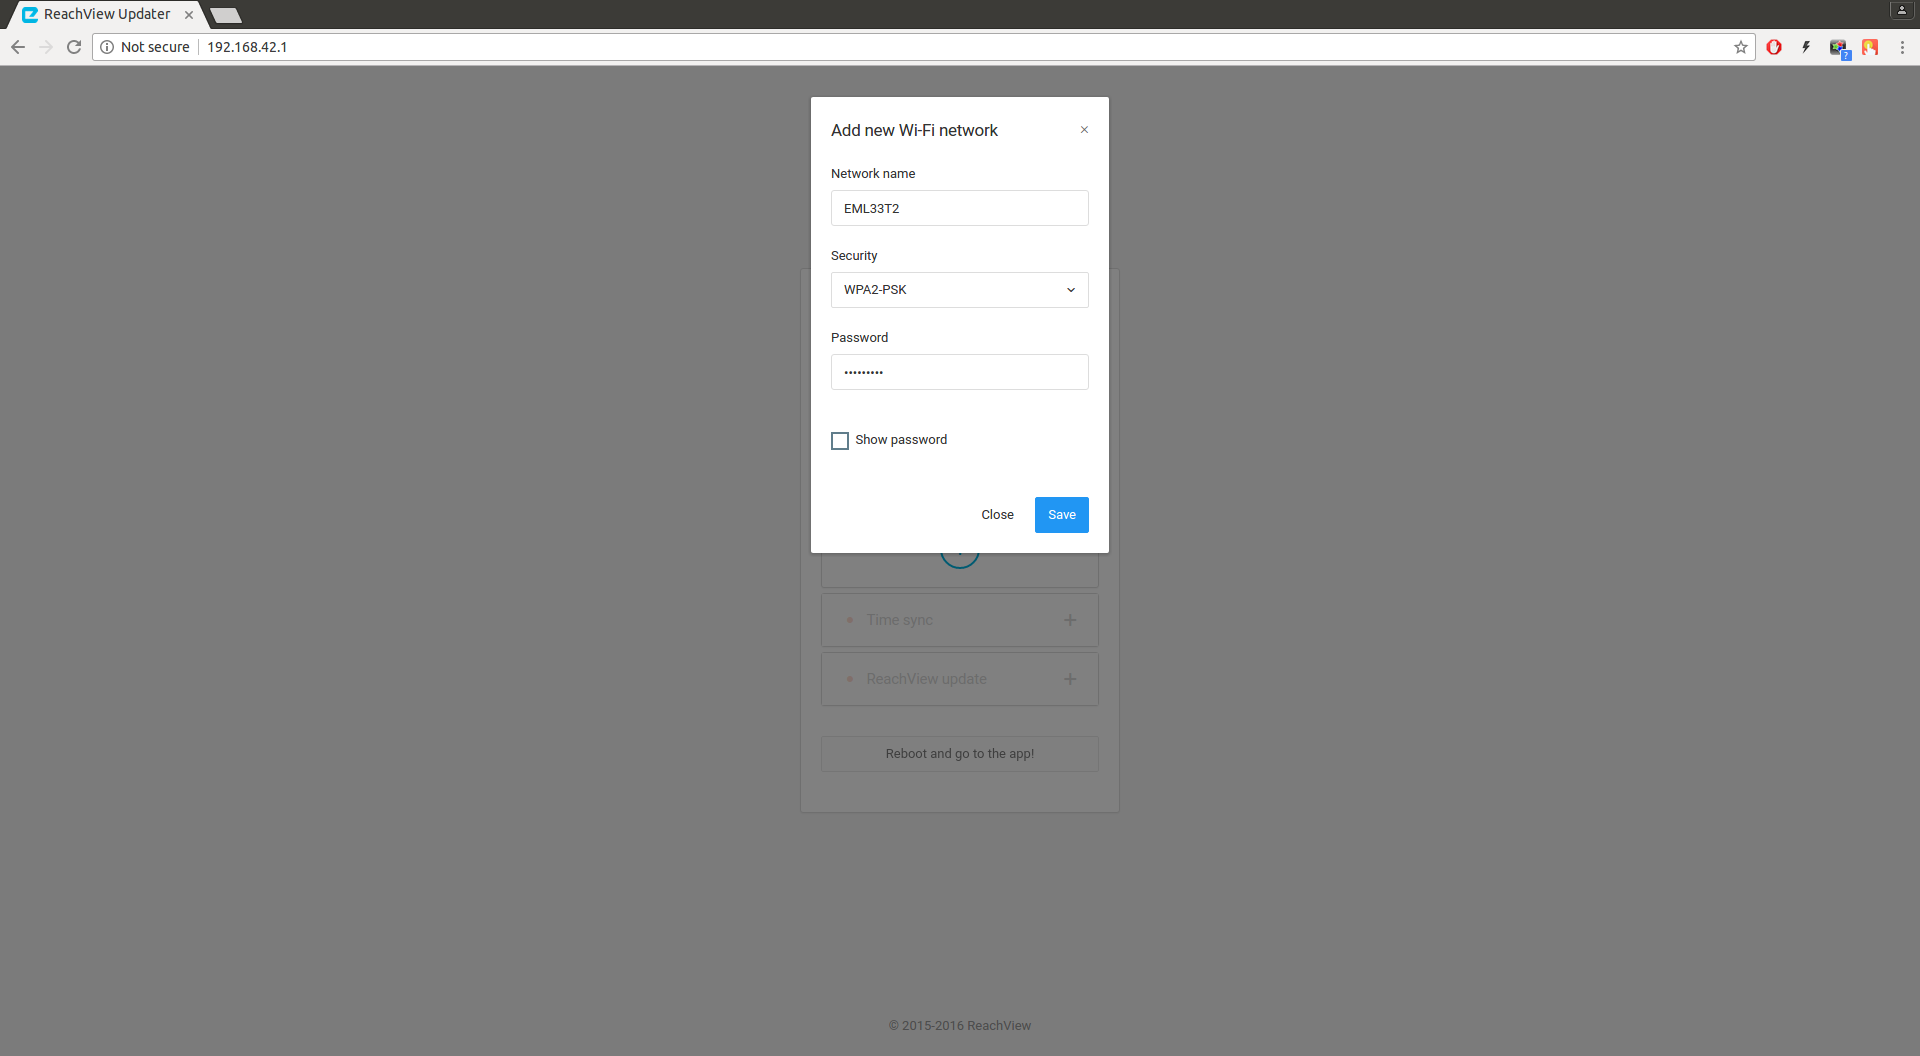 ReachView Updater
Not secure
192.168.42.1
Add new Wi-Fi network
Network name
EML33T2
Security
WPA2-PSK
Password
•••••••••
Show password
Close
Save
Time sync
ReachView update
Reboot and go to the app!
© 2015-2016 ReachView